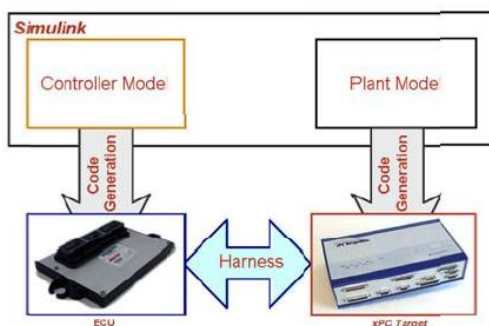 Simulink
Controller Model
Plant Model
Code
Generation
Code
Generation
Harness
ECU
xPC Target